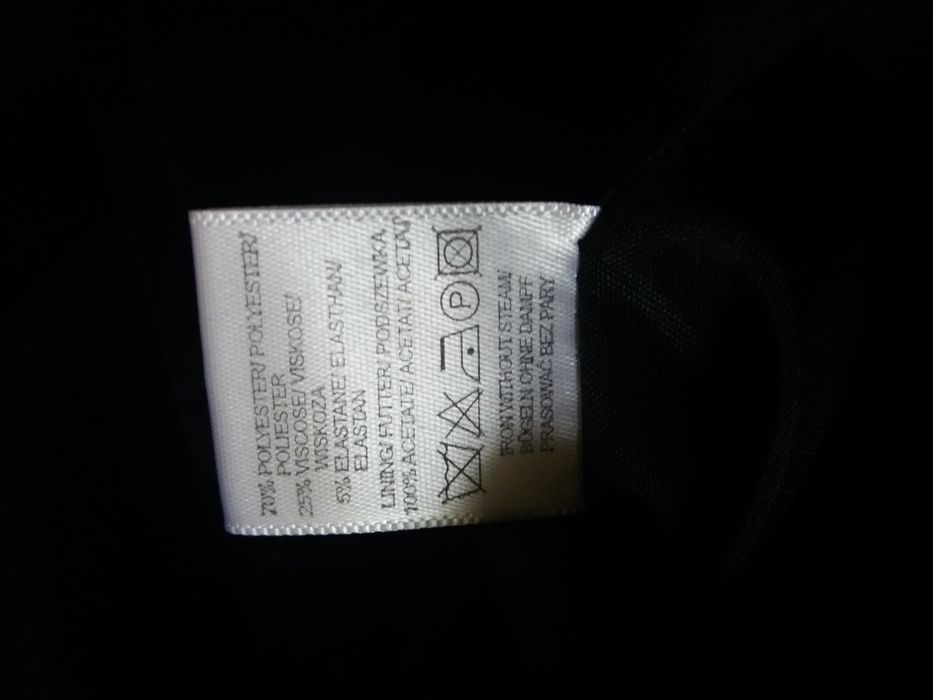 70% POLYESTER/ POLYESTER/
POLIESTER
25% VISCOSE/ VISKOSE/
WISKOZA
5% ELASTANE/ ELASTHAN/
ELASTAN
LINING/ FUTTER/ PODSZEWKA
100% ACETATE/ ACETAT/ ACETAT
P
IRON WITHOUT STEAM/
BÜGELN OHNE DAMPF
PRASOWAĆ BEZ PARY